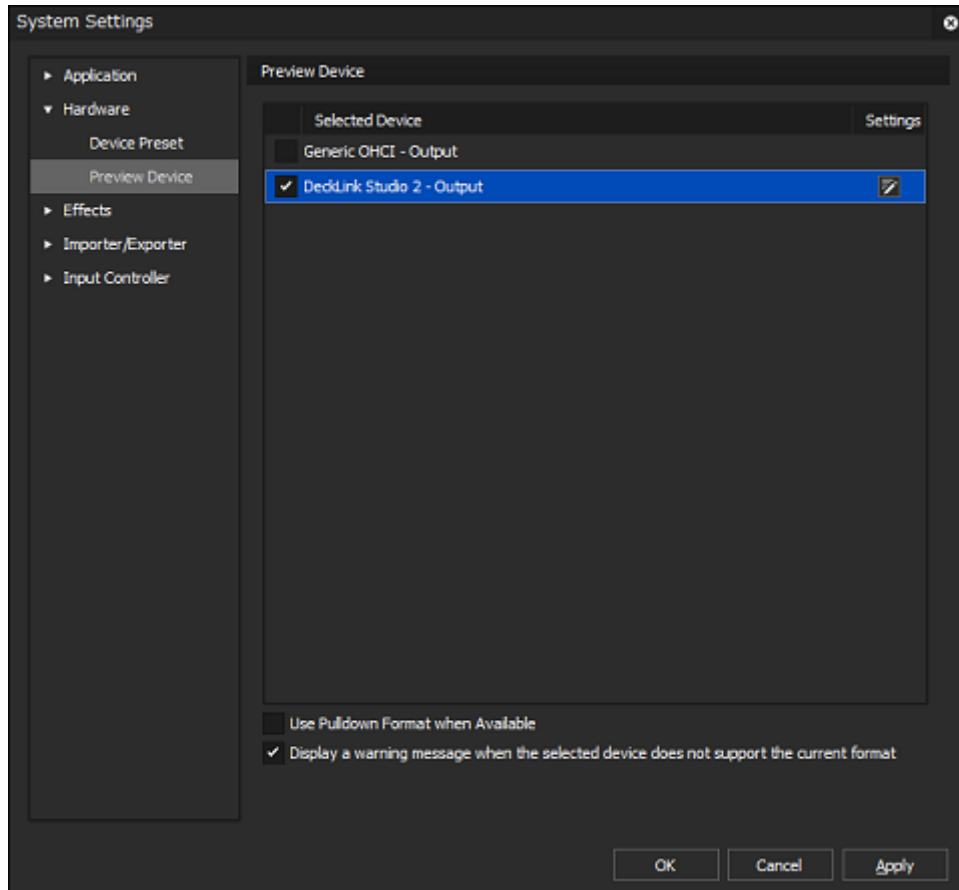 System Settings
Application
Hardware
Device Preset
Preview Device
Effects
Importer/Exporter
Input Controller
Preview Device
Selected Device Settings
Generic OHCI - Output
DeckLink Studio 2 - Output
Use Pulldown Format when Available
Display a warning message when the selected device does not support the current format
OK Cancel Apply